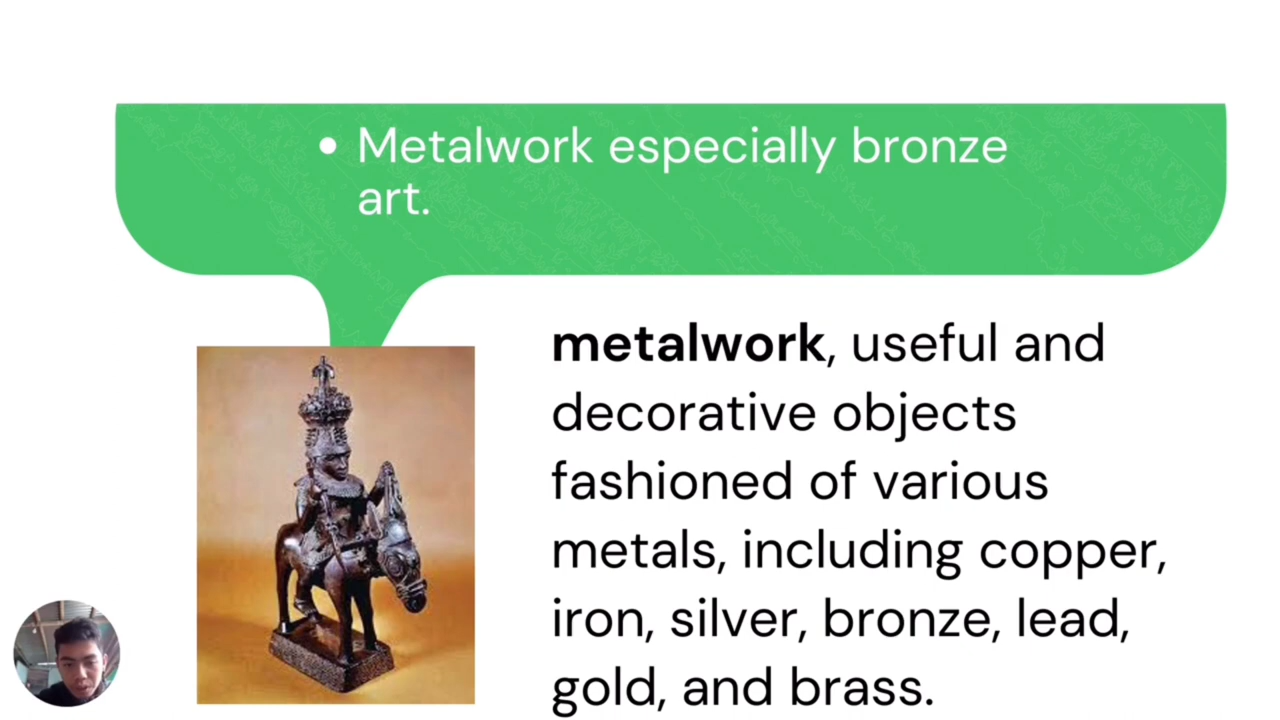 • Metalwork especially bronze
art.
metalwork, useful and
decorative objects
fashioned of various
metals, including copper,
iron, silver, bronze, lead,
gold, and brass.